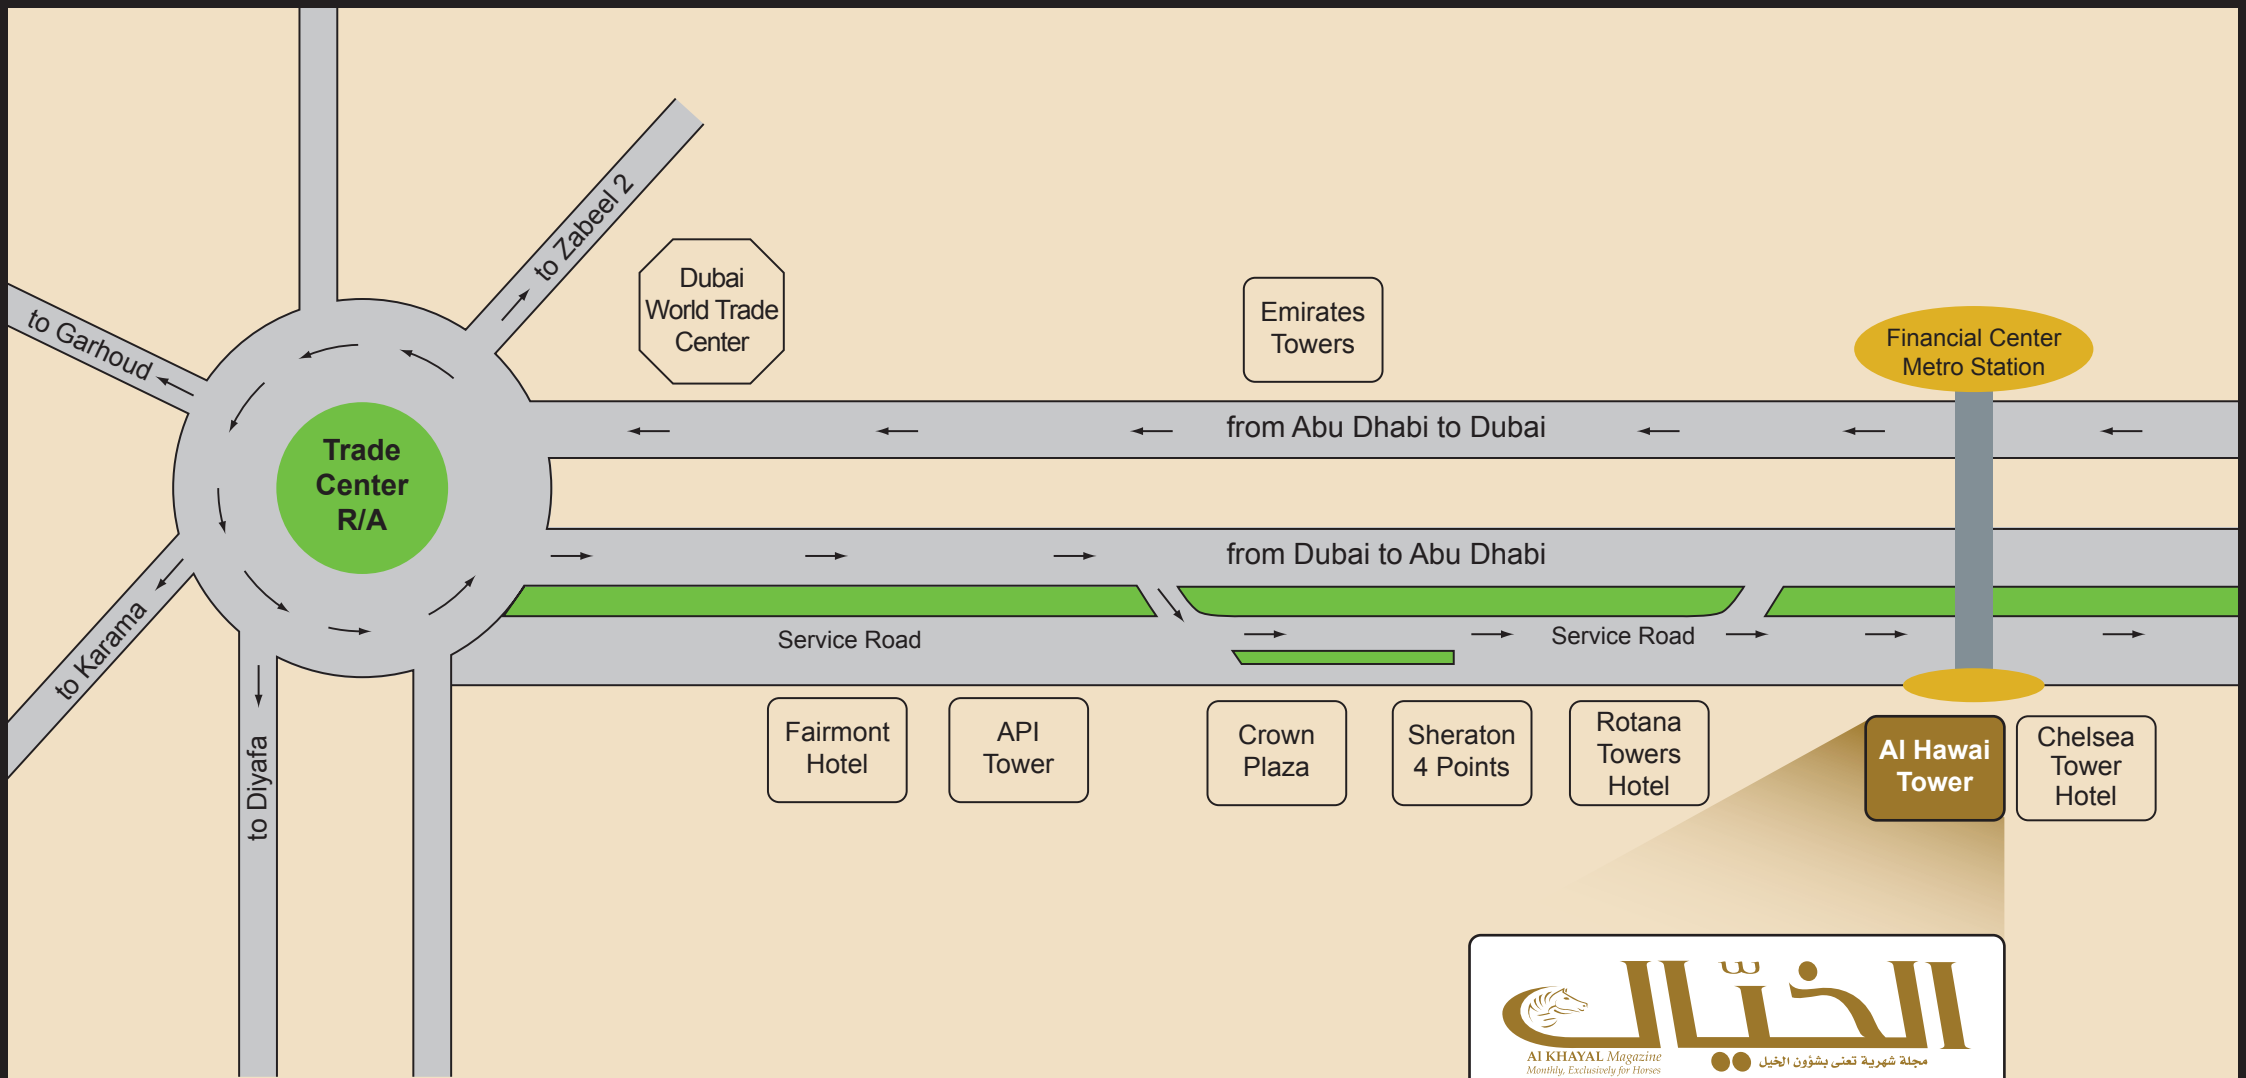 to Zabeel 2
Dubai
World Trade
Center
Emirates
Towers
Financial Center
Metro Station
to Garhoud
from Abu Dhabi to Dubai
Trade
Center
R/A
from Dubai to Abu Dhabi
Service Road
Service Road
to Karama
to Diyafa
Fairmont
Hotel
API
Tower
Crown
Plaza
Sheraton
4 Points
Rotana
Towers
Hotel
Al Hawai
Tower
Chelsea
Tower
Hotel
الخيّال
Al KHAYAL Magazine
Monthly, Exclusively for Horses
مجلة شهرية تعنى بشؤون الخيل